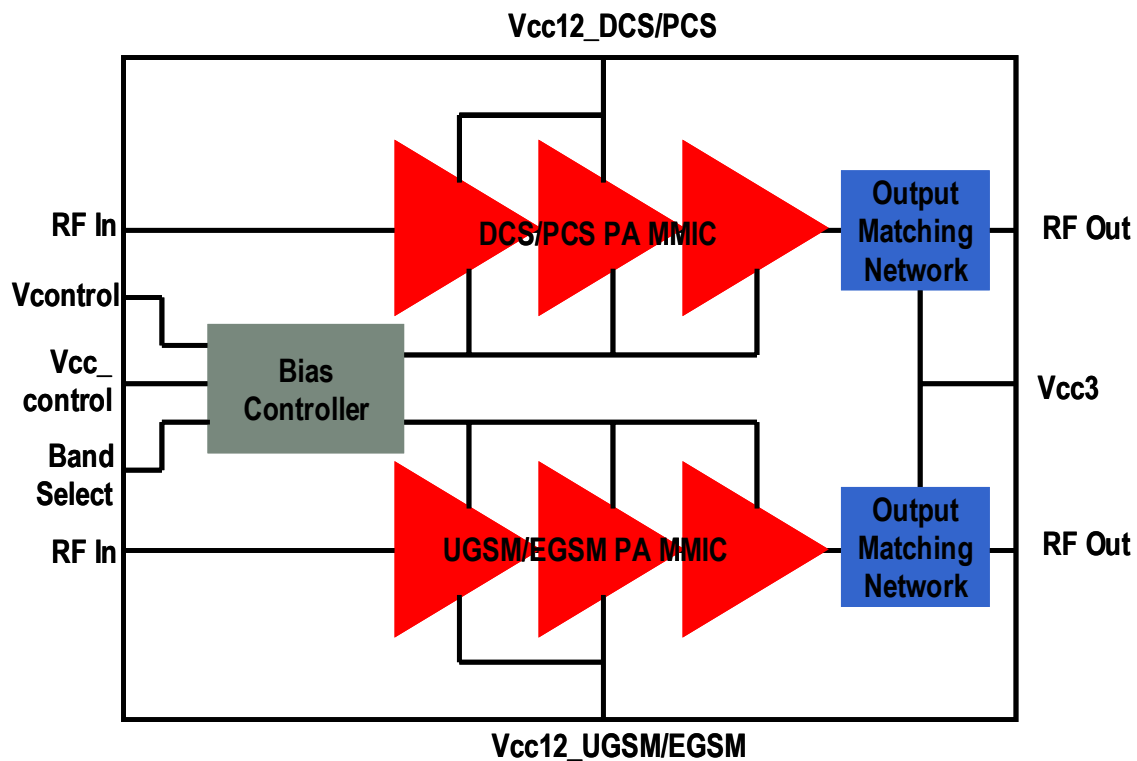 Vcc12_DCS/PCS
RF In
DCS/PCS PA MMIC
Output
Matching
Network
RF Out
Vcontrol
Vcc_
control
Bias
Controller
Vcc3
Band
Select
RF In
UGSM/EGSM PA MMIC
Output
Matching
Network
RF Out
Vcc12_UGSM/EGSM